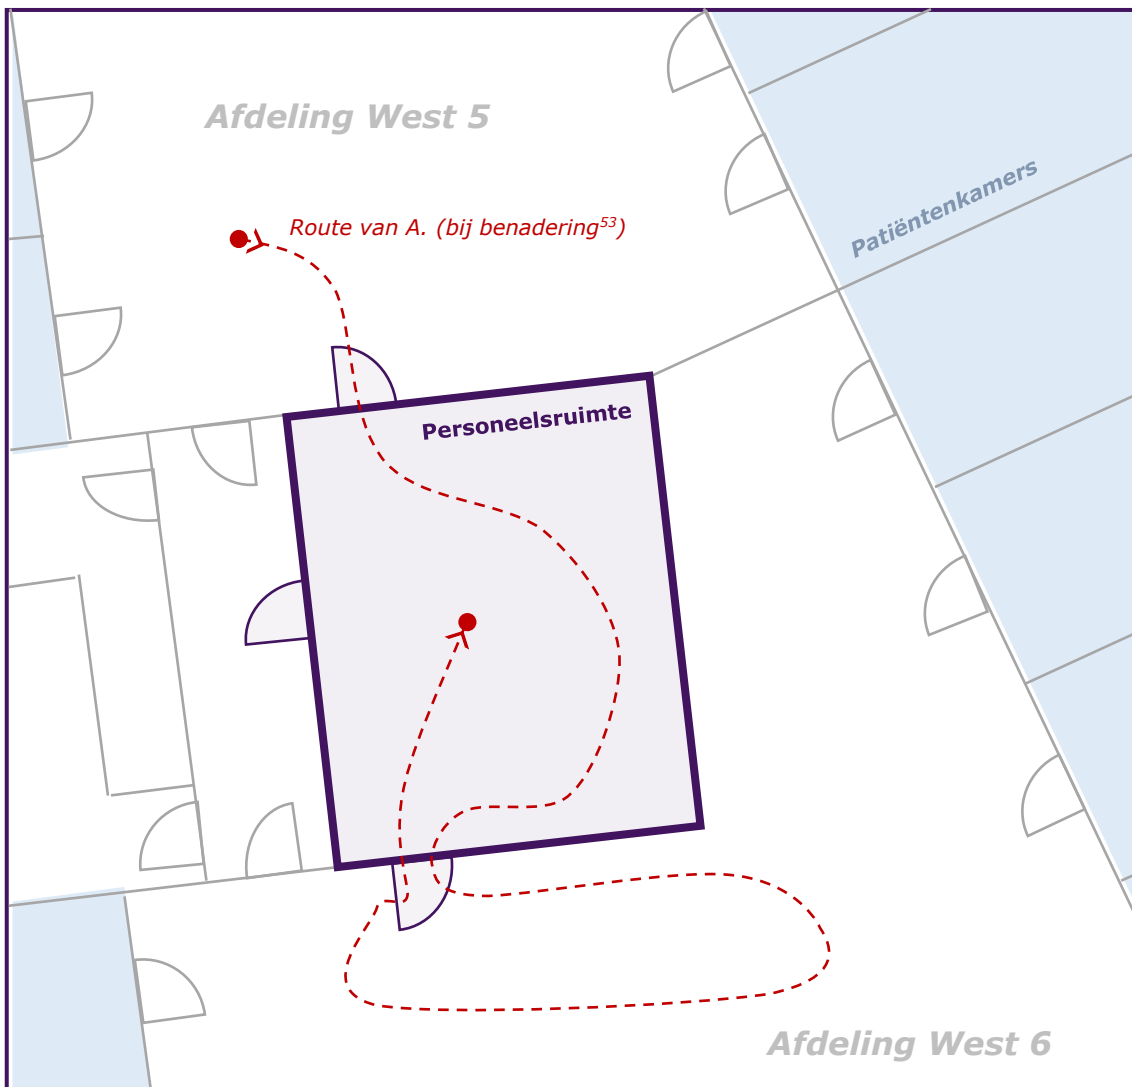 Afdeling West 5
Route van A. (bij benadering⁵³)
Patiëntenkamers
Personeelsruimte
Afdeling West 6